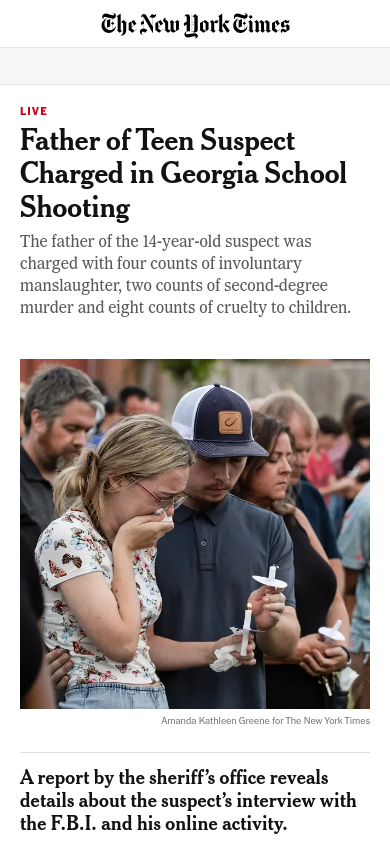 The New York Times
LIVE
Father of Teen Suspect
Charged in Georgia School
Shooting
The father of the 14-year-old suspect was
charged with four counts of involuntary
manslaughter, two counts of second-degree
murder and eight counts of cruelty to children.
Amanda Kathleen Greene for The New York Times
A report by the sheriff’s office reveals
details about the suspect’s interview with
the F.B.I. and his online activity.